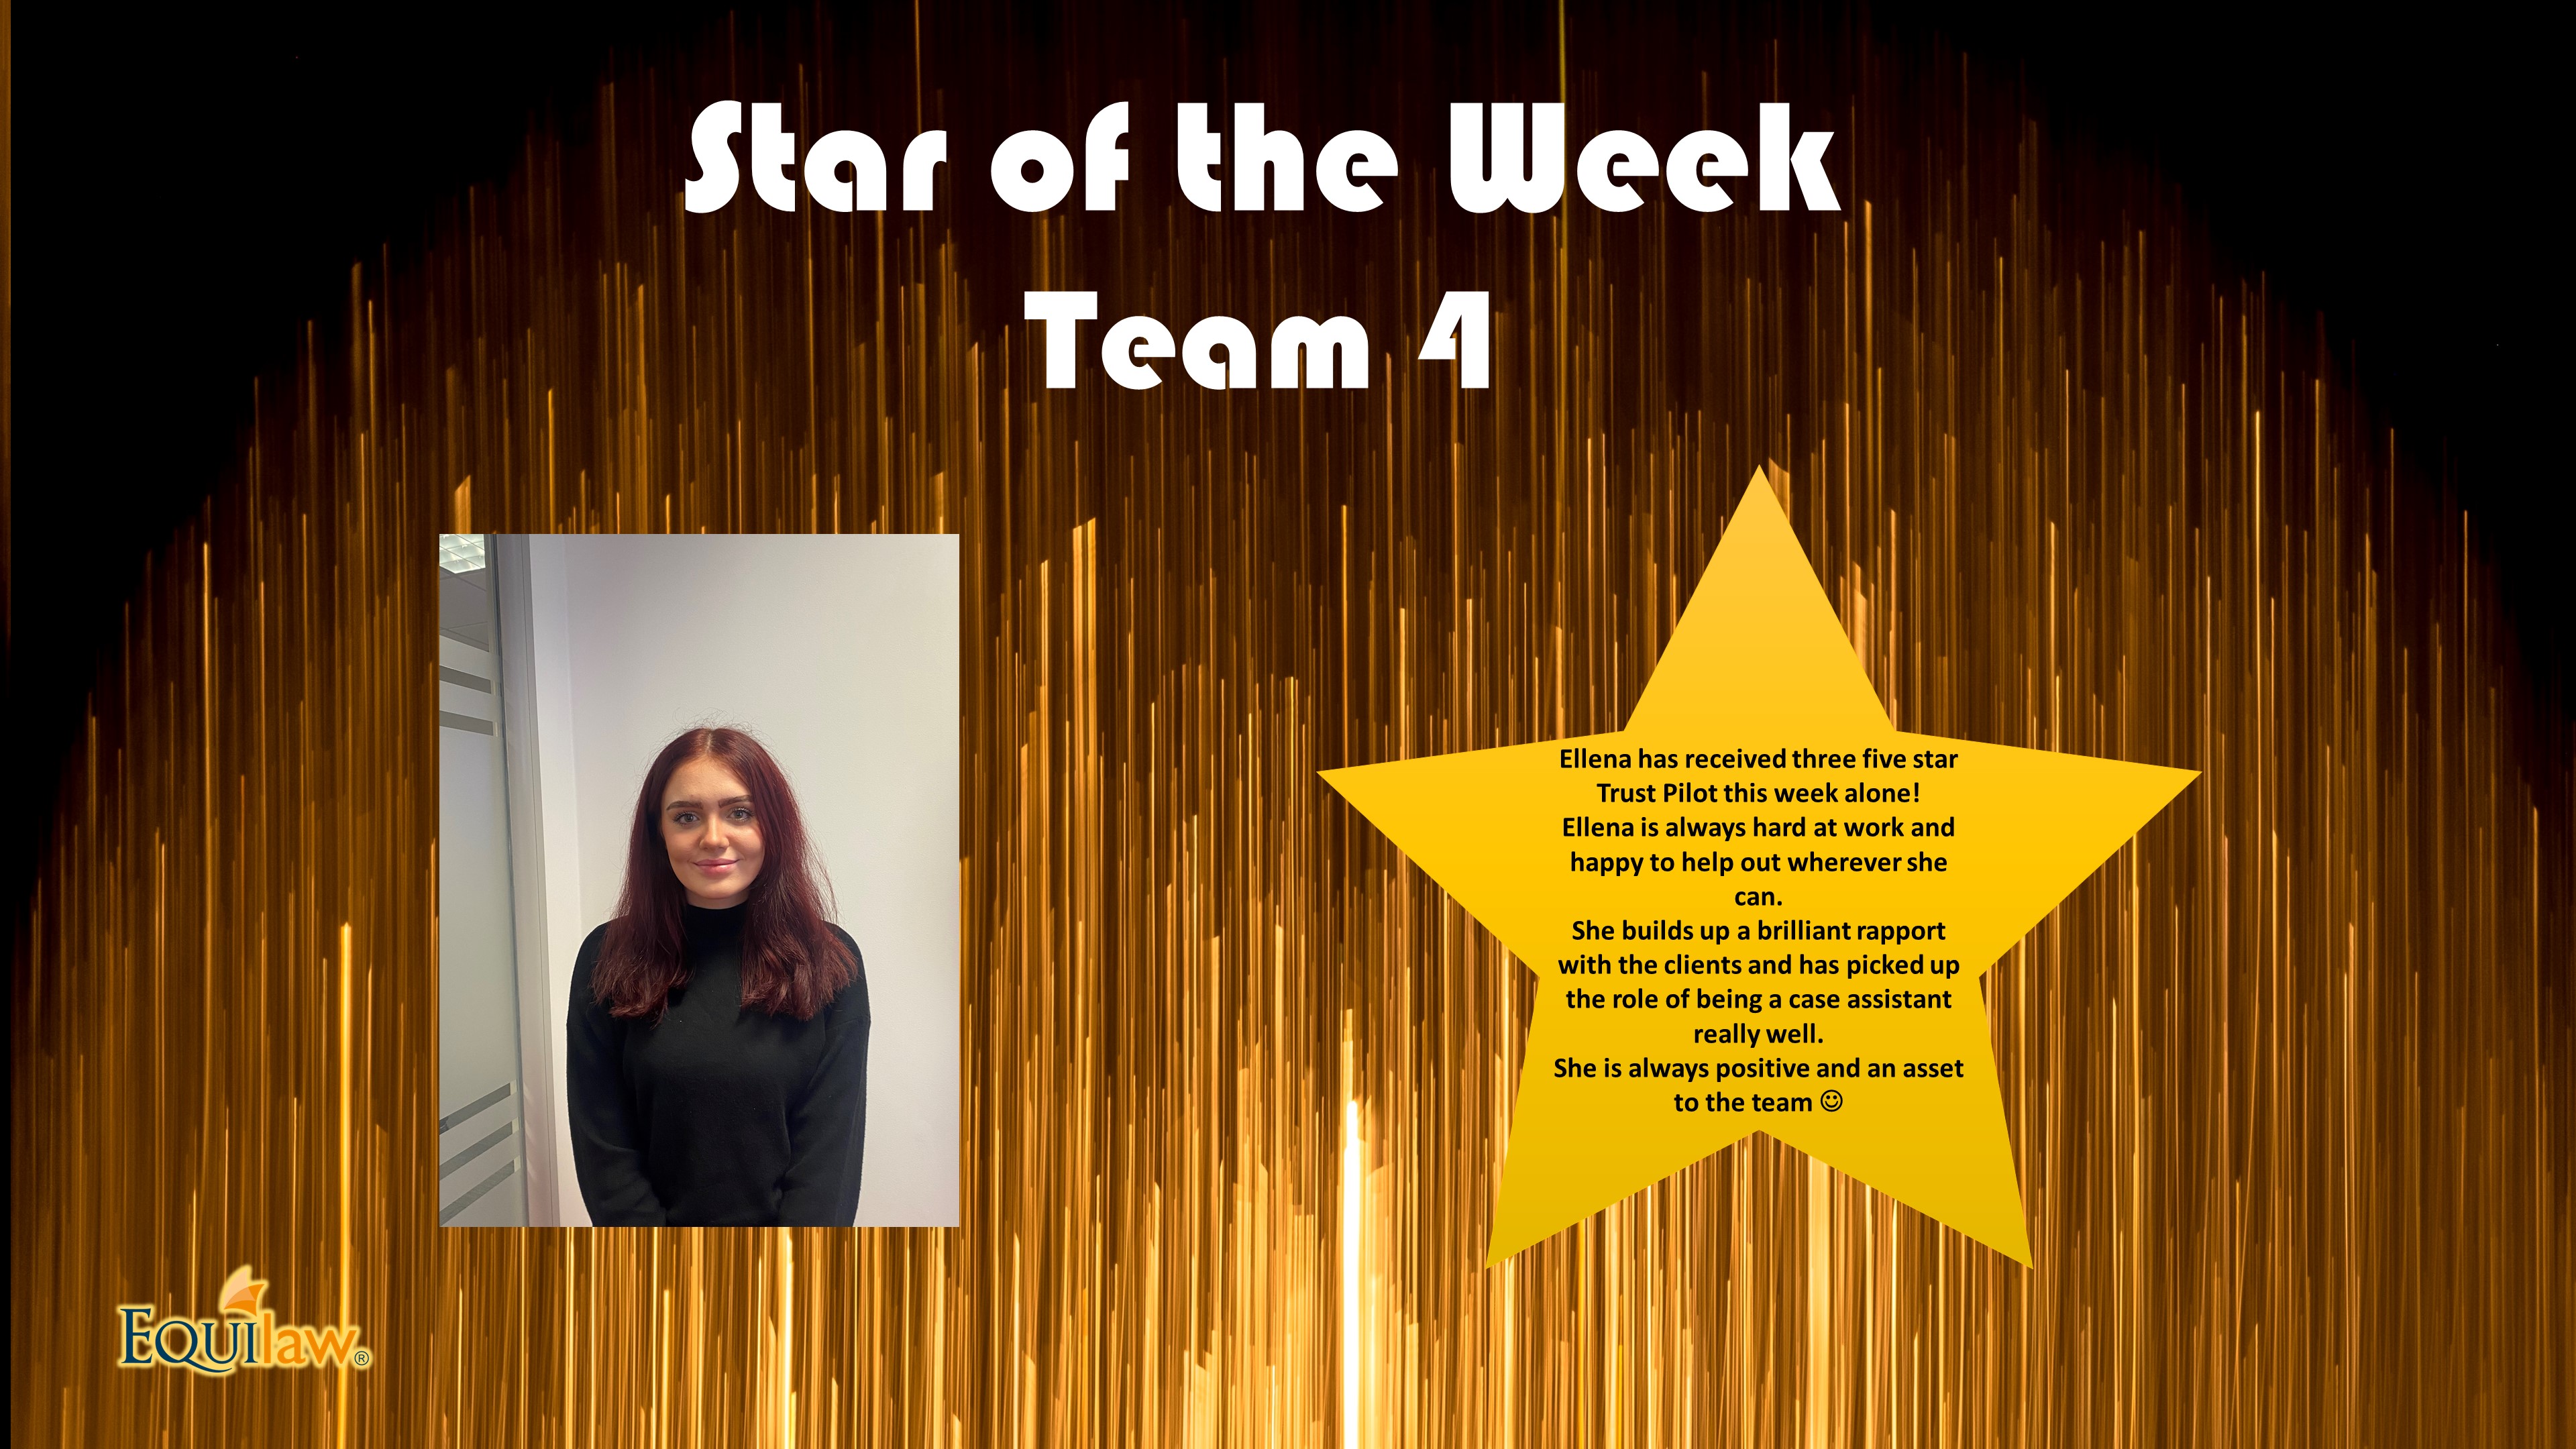 Star of the Week
Team 4
Ellena has received three five star
Trust Pilot this week alone!
Ellena is always hard at work and
happy to help out wherever she
can.
She builds up a brilliant rapport
with the clients and has picked up
the role of being a case assistant
really well.
She is always positive and an asset
to the team ☺
EQUIlaw®